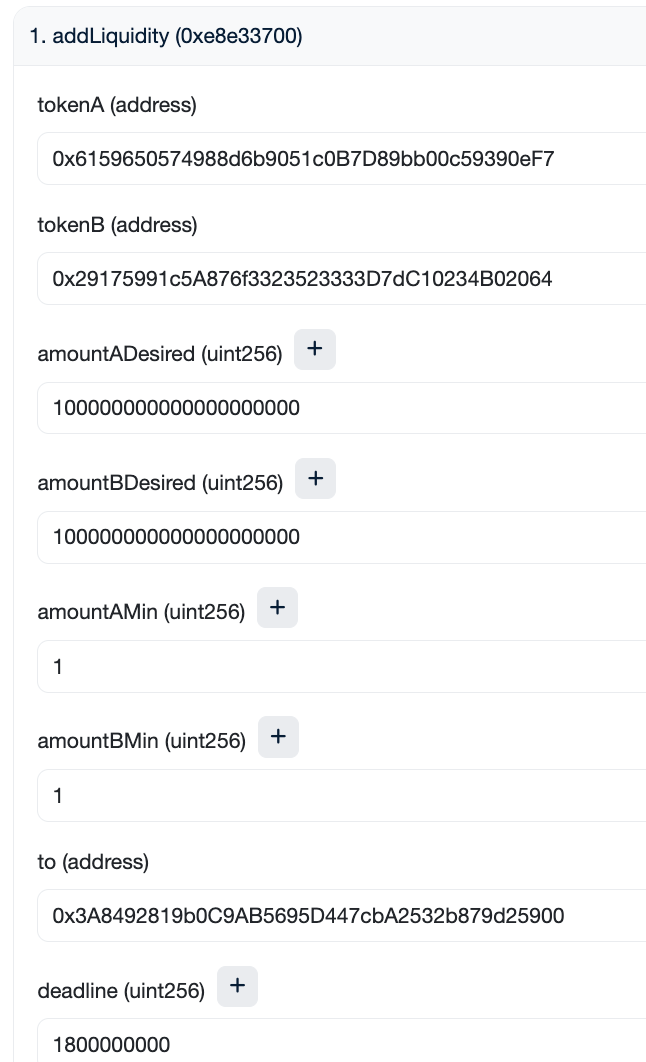 1. addLiquidity (0xe8e33700)
tokenA (address)
0x6159650574988d6b9051c0B7D89bb00c59390eF7
tokenB (address)
0x29175991c5A876f3323523333D7dC10234B02064
amountADesired (uint256) +
100000000000000000000
amountBDesired (uint256) +
100000000000000000000
amountAMin (uint256) +
1
amountBMin (uint256) +
1
to (address)
0x3A8492819b0C9AB5695D447cbA2532b879d25900
deadline (uint256) +
1800000000